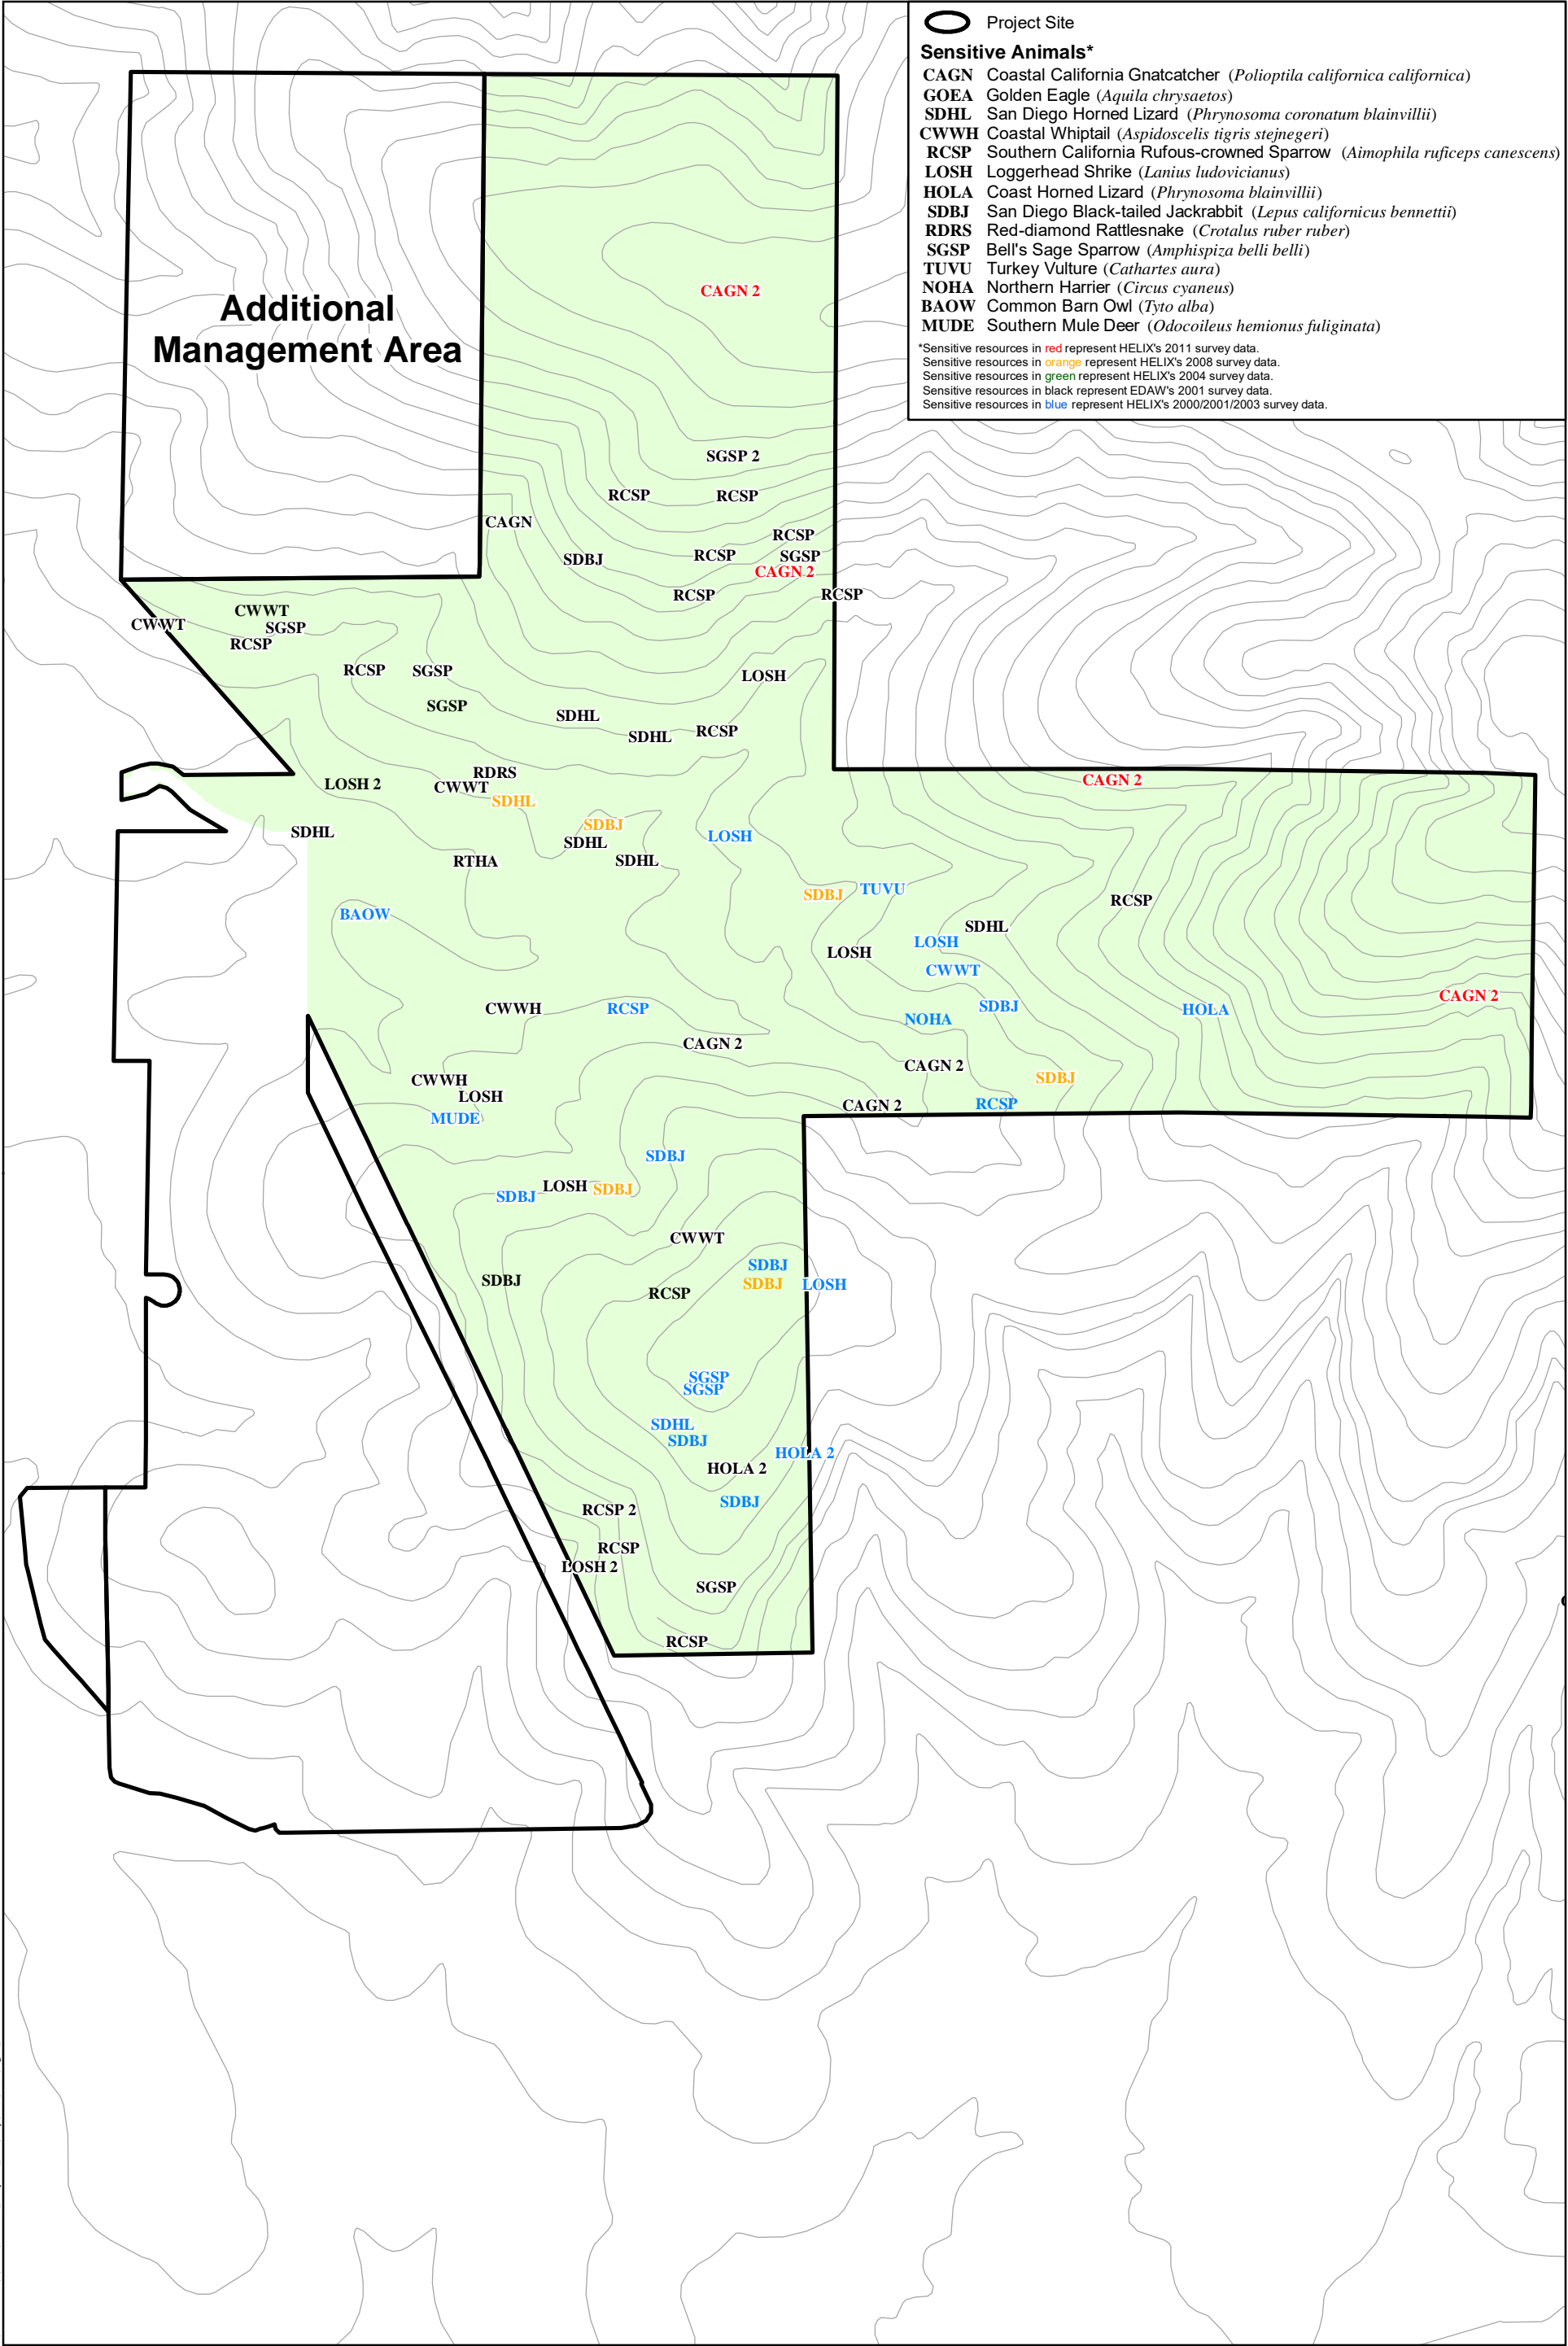 Project Site
Sensitive Animals*
CAGN Coastal California Gnatcatcher (Polioptila californica californica)
GOEA Golden Eagle (Aquila chrysaetos)
SDHL San Diego Horned Lizard (Phrynosoma coronatum blainvillii)
CWWH Coastal Whiptail (Aspidoscelis tigris stejnegeri)
RCSP Southern California Rufous-crowned Sparrow (Aimophila ruficeps canescens)
LOSH Loggerhead Shrike (Lanius ludovicianus)
HOLA Coast Horned Lizard (Phrynosoma blainvillii)
SDBJ San Diego Black-tailed Jackrabbit (Lepus californicus bennettii)
RDRS Red-diamond Rattlesnake (Crotalus ruber ruber)
SGSP Bell's Sage Sparrow (Amphispiza belli belli)
TUVU Turkey Vulture (Cathartes aura)
NOHA Northern Harrier (Circus cyaneus)
BAOW Common Barn Owl (Tyto alba)
MUDE Southern Mule Deer (Odocoileus hemionus fuliginata)
*Sensitive resources in red represent HELIX's 2011 survey data.
Sensitive resources in orange represent HELIX's 2008 survey data.
Sensitive resources in green represent HELIX's 2004 survey data.
Sensitive resources in black represent EDAW's 2001 survey data.
Sensitive resources in blue represent HELIX's 2000/2001/2003 survey data.
Additional
Management Area
CAGN 2
SGSP 2
RCSP
RCSP
CAGN
RCSP
SDBJ
RCSP
SGSP
CAGN 2
RCSP
RCSP
CWWT
CWWT
SGSP
RCSP
RCSP
SGSP
LOSH
SGSP
SDHL
SDHL
RCSP
RDRS
LOSH 2
CWWT
SDHL
CAGN 2
SDBJ
SDHL
SDHL
LOSH
RTHA
SDHL
SDBJ
TUVU
RCSP
BAOW
SDHL
LOSH
LOSH
CWWT
CAGN 2
CWWH
RCSP
SDBJ
HOLA
NOHA
CAGN 2
CAGN 2
CWWH
SDBJ
LOSH
CAGN 2
RCSP
MUDE
SDBJ
LOSH
SDBJ
SDBJ
CWWT
SDBJ
SDBJ
SDBJ
LOSH
RCSP
SGSP
SGSP
SDHL
SDBJ
HOLA 2
HOLA 2
SDBJ
RCSP 2
RCSP
LOSH 2
SGSP
RCSP